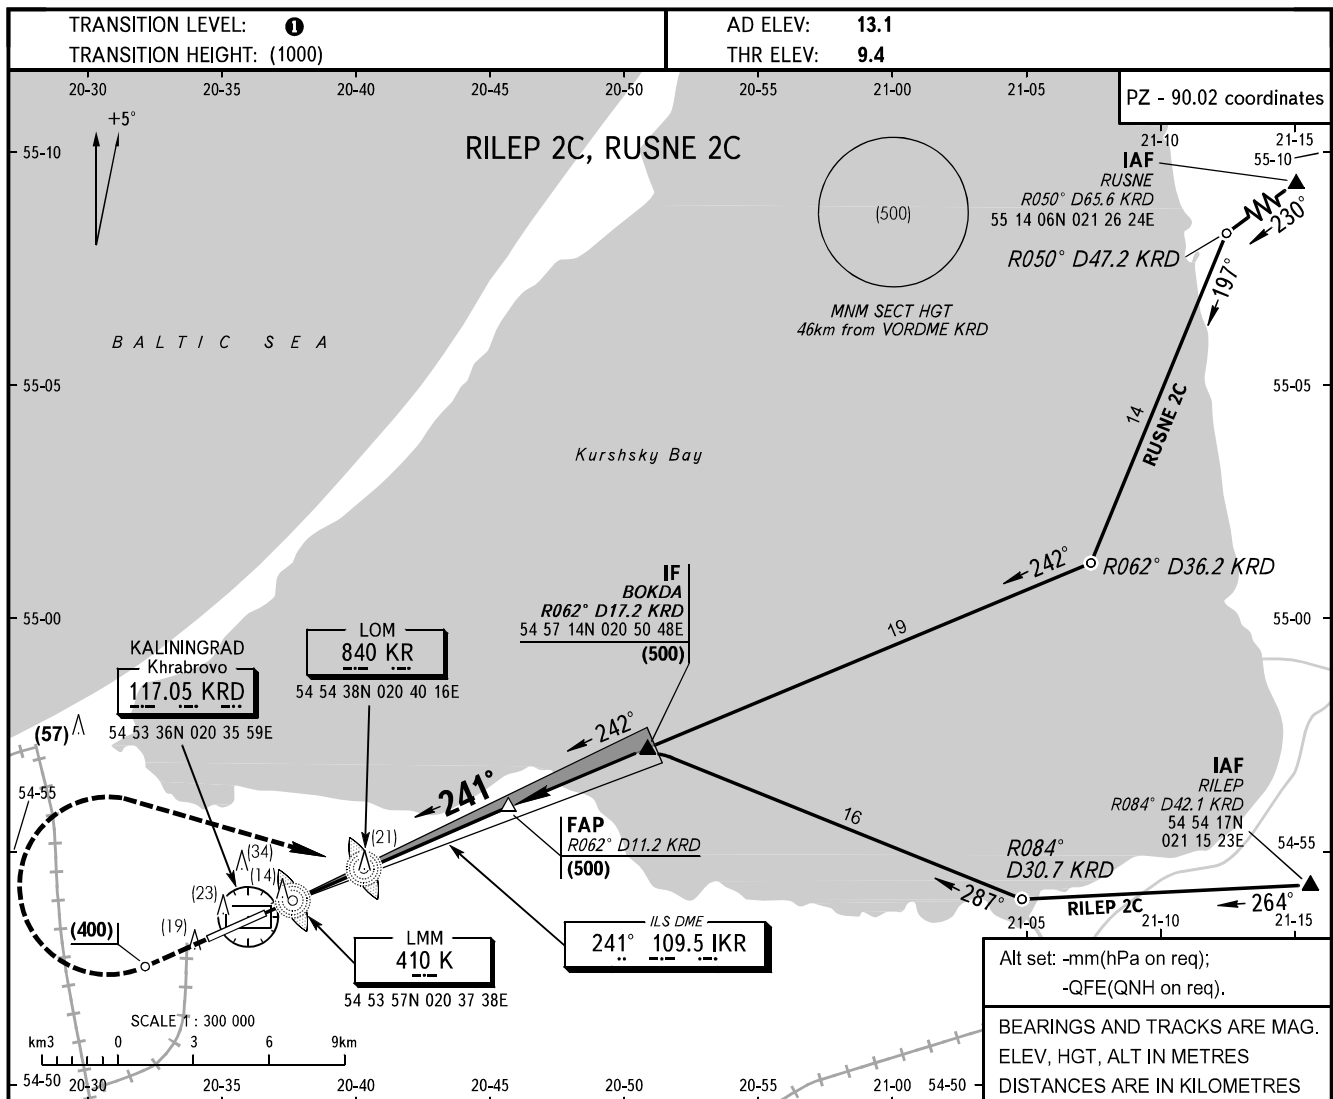 TRANSITION LEVEL: 1
TRANSITION HEIGHT: (1000)
AD ELEV: 13.1
THR ELEV: 9.4
20-30 20-35 20-40 20-45 20-50 20-55 21-00 21-05
PZ - 90.02 coordinates
21-10 21-15
+5°
RILEP 2C, RUSNE 2C
55-10
55-10
IAF
RUSNE
R050° D65.6 KRD
55 14 06N 021 26 24E
230°
R050° D47.2 KRD
(500)
MNM SECT HGT
46km from VORDME KRD
197°
BALTIC SEA
55-05
55-05
14
RUSNE 2C
Kurshsky Bay
242°
R062° D36.2 KRD
IF
BOKDA
R062° D17.2 KRD
54 57 14N 020 50 48E
(500)
19
55-00
55-00
KALININGRAD
Khrabrovo
117.05 KRD
54 53 36N 020 35 59E
LOM
840 KR
54 54 38N 020 40 16E
(57)
242°
241°
54-55
FAP
R062° D11.2 KRD
(500)
16
IAF
RILEP
R084° D42.1 KRD
54 54 17N
021 15 23E
54-55
R084°
D30.7 KRD
287°
RILEP 2C
264°
21-05 21-10 21-15
(21)
(34)
(14)
(23)
(19)
(400)
ILS DME
241° 109.5 IKR
LMM
410 K
54 53 57N 020 37 38E
SCALE 1 : 300 000
km3 0 3 6 9km
Alt set: -mm(hPa on req);
-QFE(QNH on req).
BEARINGS AND TRACKS ARE MAG.
ELEV, HGT, ALT IN METRES
DISTANCES ARE IN KILOMETRES
54-50 20-30 20-35 20-40 20-45 20-50 20-55 21-00 54-50